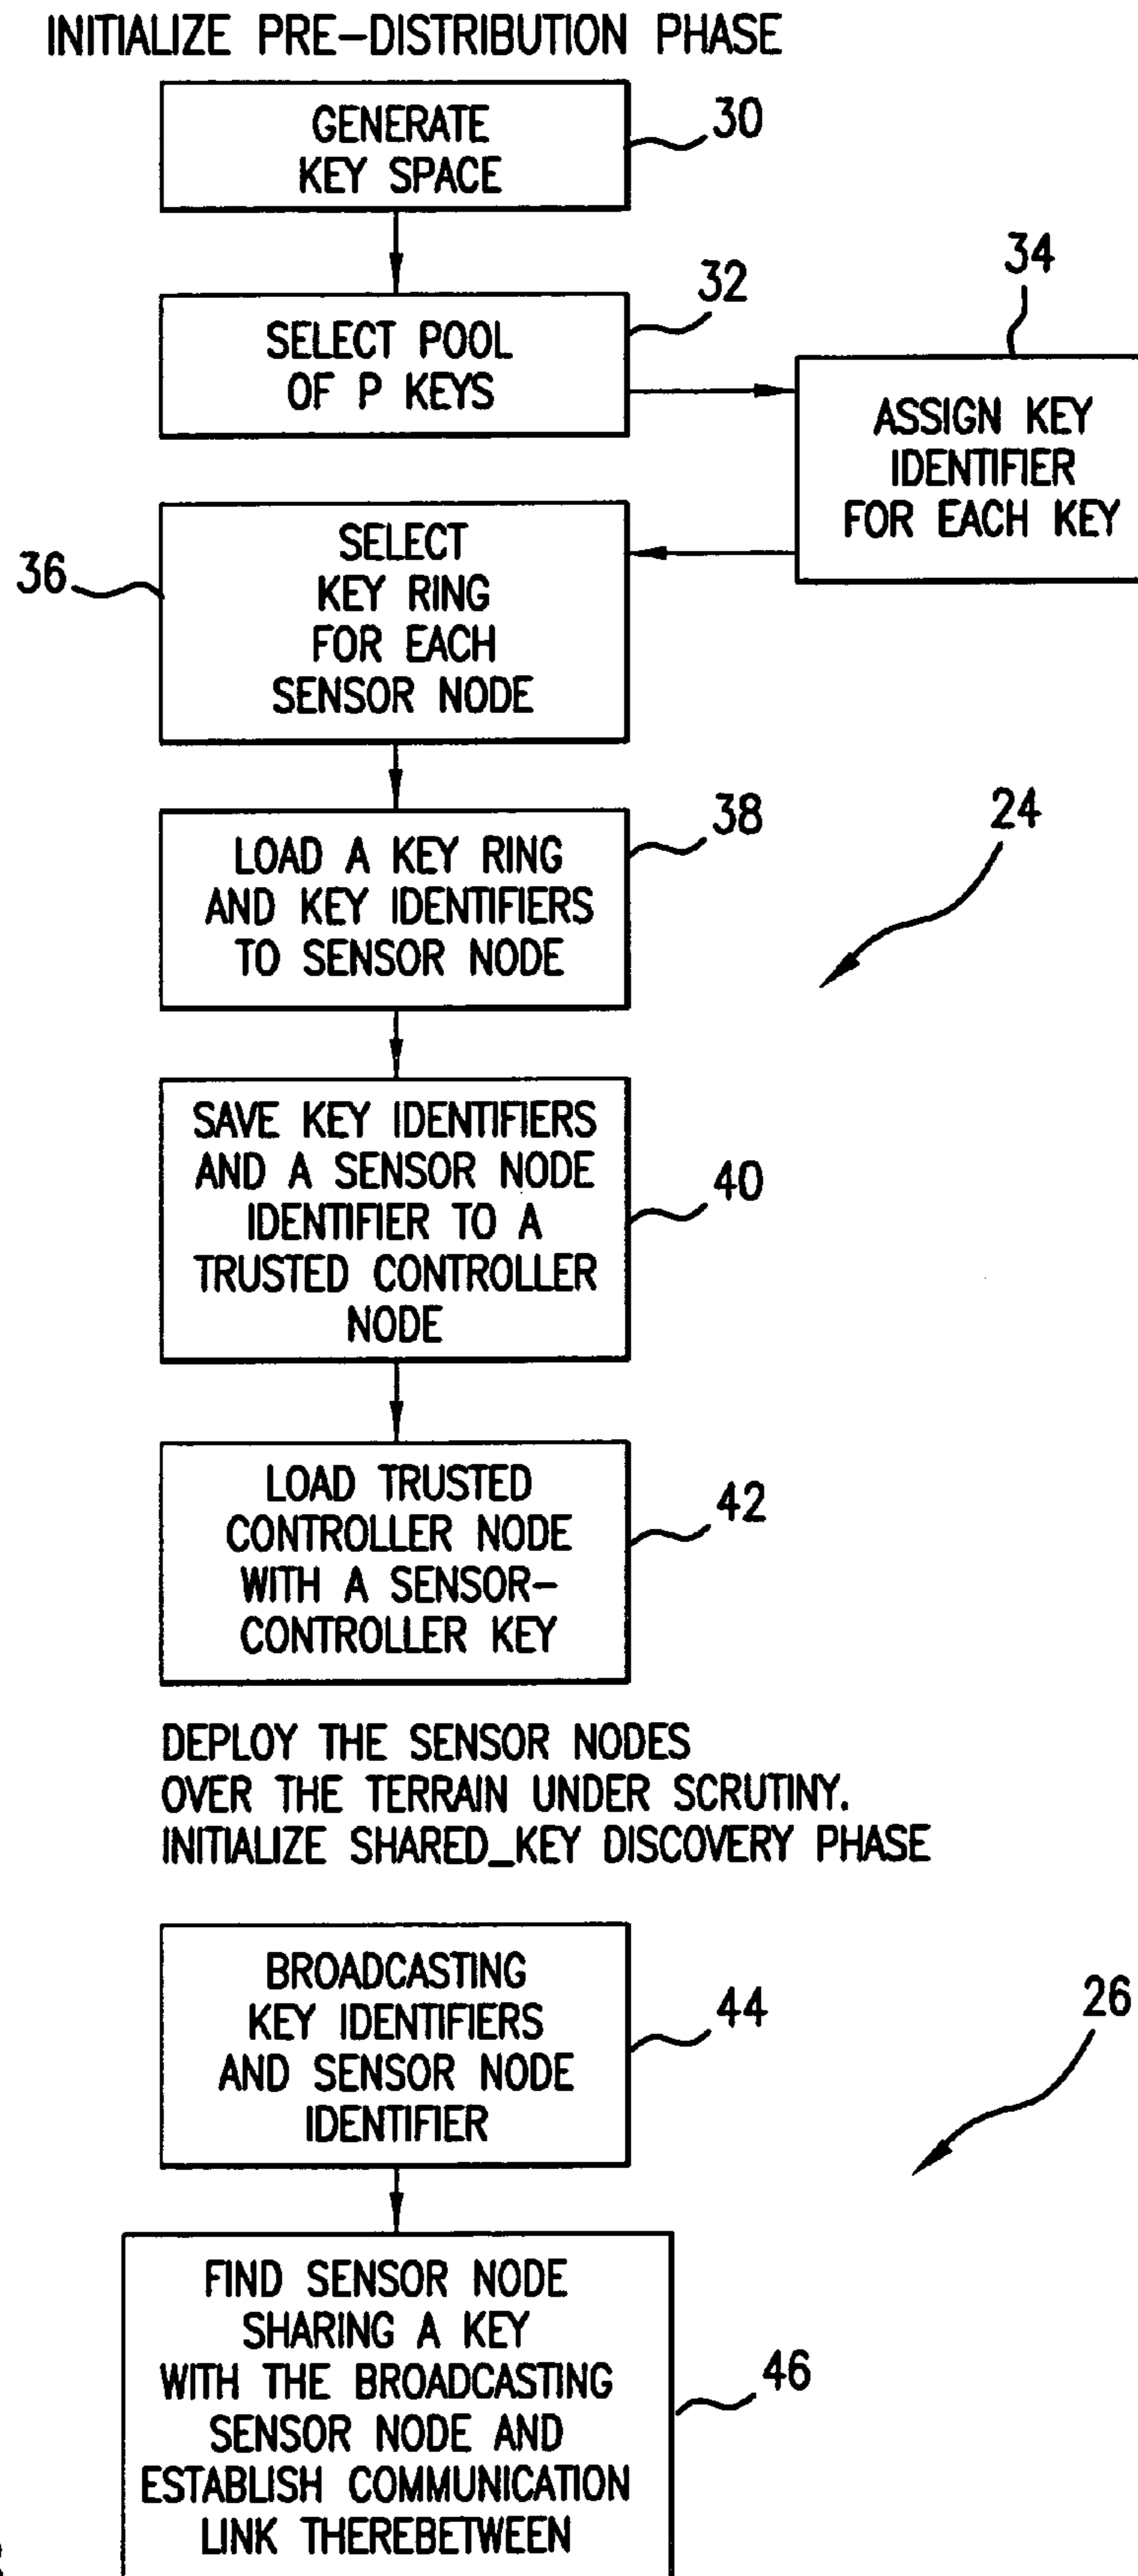 INITIALIZE PRE-DISTRIBUTION PHASE
GENERATE
KEY SPACE
30
SELECT POOL
OF P KEYS
32
34
ASSIGN KEY
IDENTIFIER
FOR EACH KEY
36
SELECT
KEY RING
FOR EACH
SENSOR NODE
LOAD A KEY RING
AND KEY IDENTIFIERS
TO SENSOR NODE
38
24
SAVE KEY IDENTIFIERS
AND A SENSOR NODE
IDENTIFIER TO A
TRUSTED CONTROLLER
NODE
40
LOAD TRUSTED
CONTROLLER NODE
WITH A SENSOR-
CONTROLLER KEY
42
DEPLOY THE SENSOR NODES
OVER THE TERRAIN UNDER SCRUTINY.
INITIALIZE SHARED_KEY DISCOVERY PHASE
BROADCASTING
KEY IDENTIFIERS
AND SENSOR NODE
IDENTIFIER
44
26
FIND SENSOR NODE
SHARING A KEY
WITH THE BROADCASTING
SENSOR NODE AND
ESTABLISH COMMUNICATION
LINK THEREBETWEEN
46